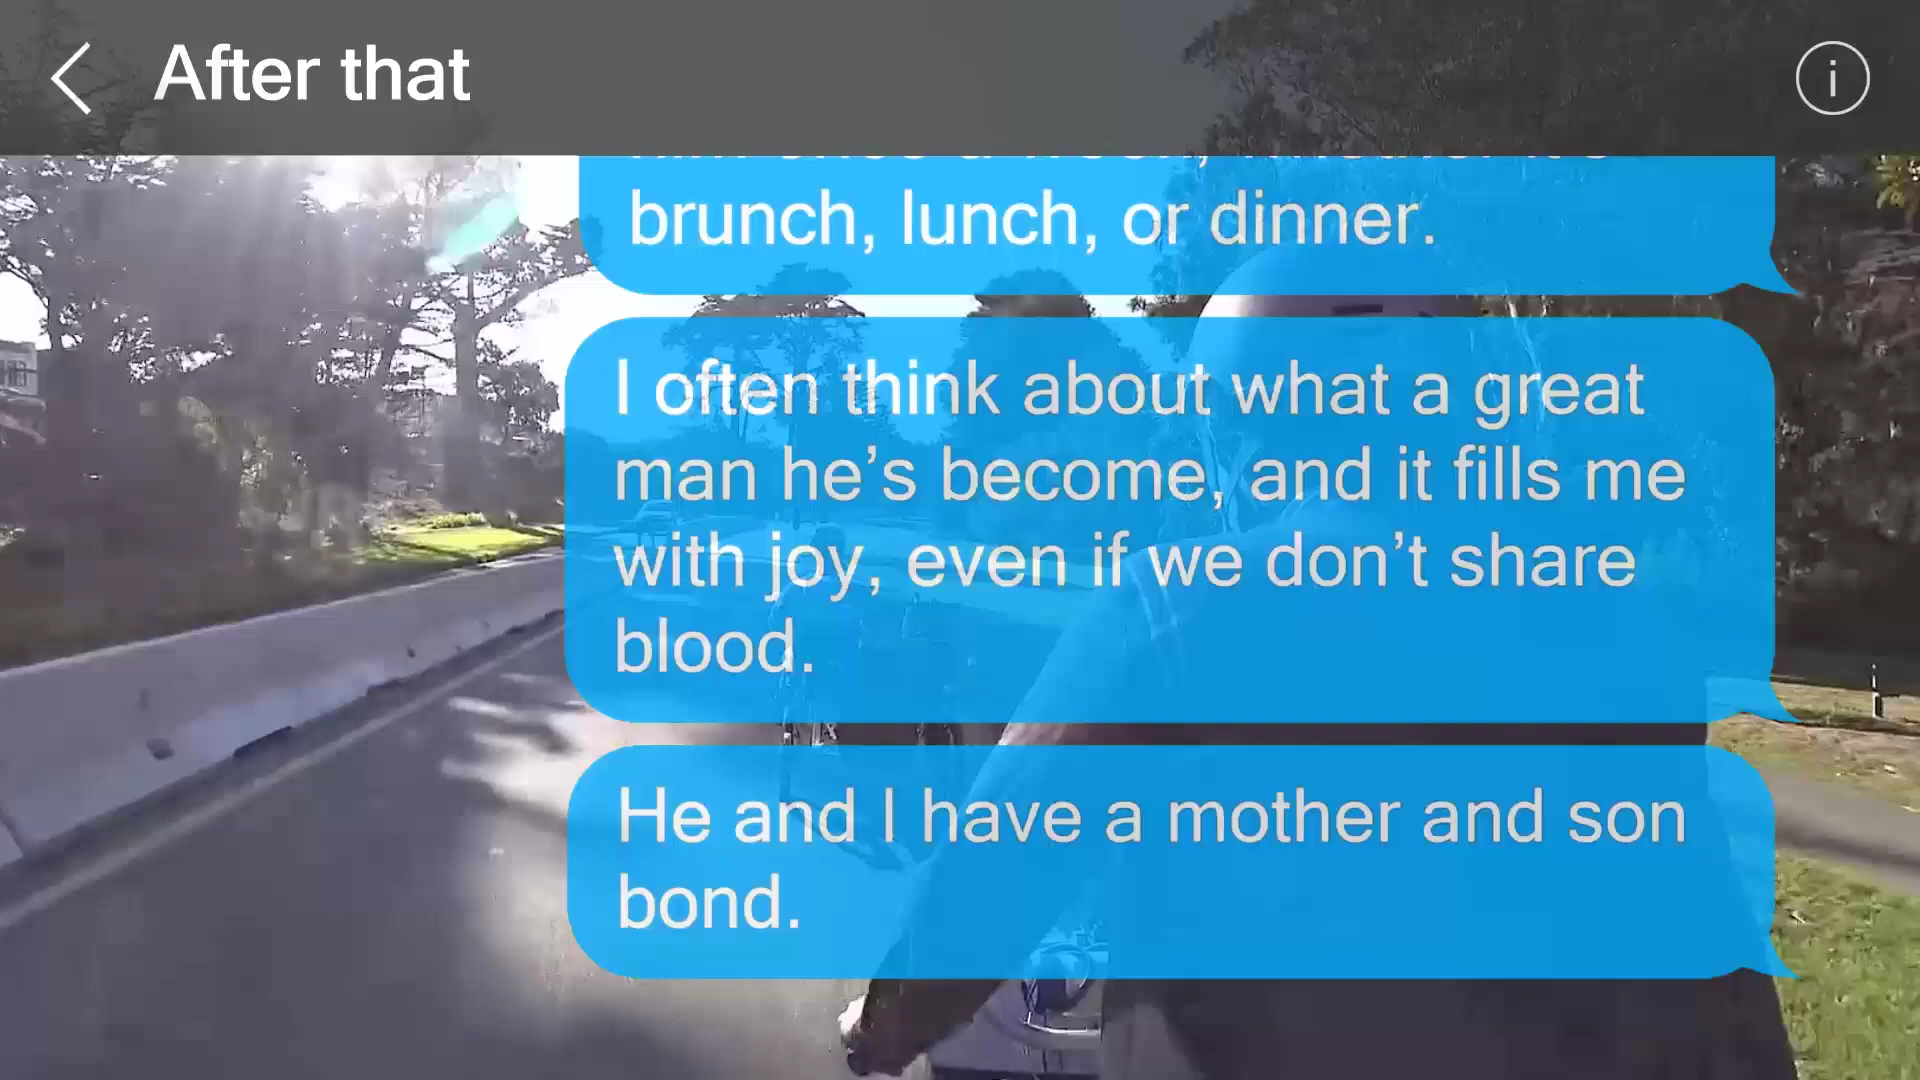 After that
brunch, lunch, or dinner.
I often think about what a great
man he’s become, and it fills me
with joy, even if we don’t share
blood.
He and I have a mother and son
bond.